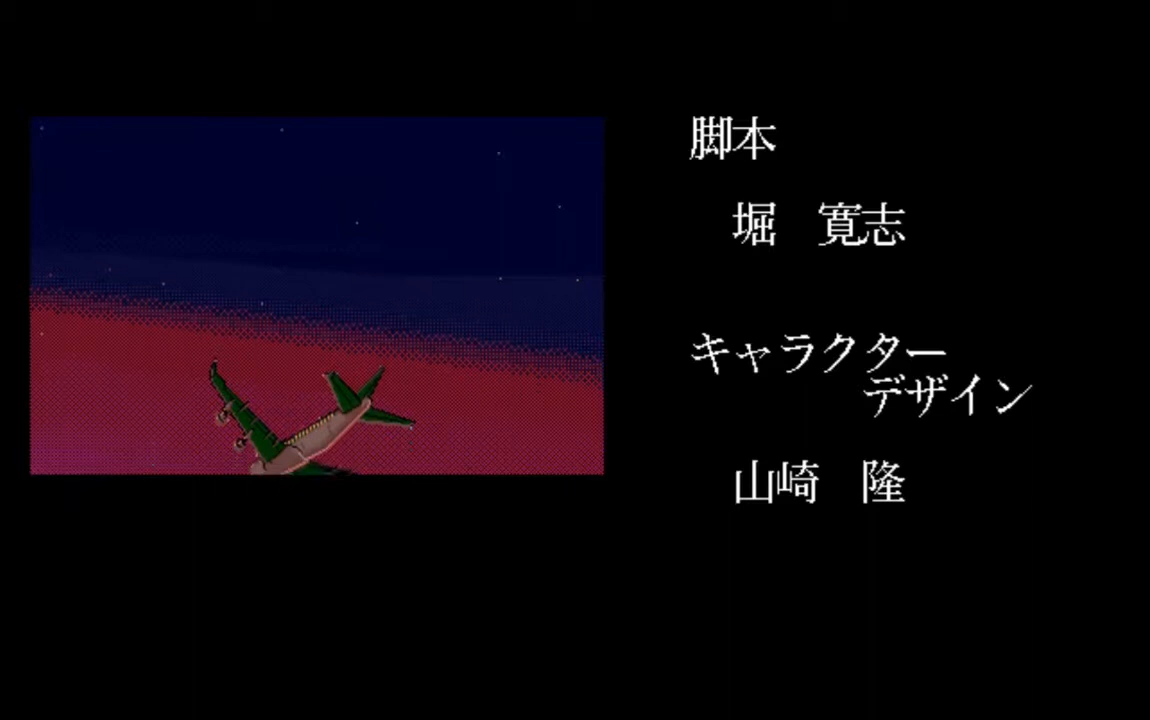 脚本
堀　寛志
キャラクター
デザイン
山崎　隆